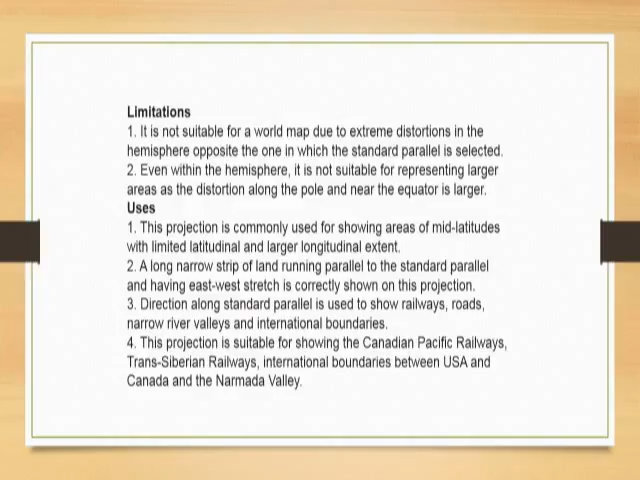 Limitations
1. It is not suitable for a world map due to extreme distortions in the
hemisphere opposite the one in which the standard parallel is selected.
2. Even within the hemisphere, it is not suitable for representing larger
areas as the distortion along the pole and near the equator is larger.
Uses
1. This projection is commonly used for showing areas of mid-latitudes
with limited latitudinal and larger longitudinal extent.
2. A long narrow strip of land running parallel to the standard parallel
and having east-west stretch is correctly shown on this projection.
3. Direction along standard parallel is used to show railways, roads,
narrow river valleys and international boundaries.
4. This projection is suitable for showing the Canadian Pacific Railways,
Trans-Siberian Railways, international boundaries between USA and
Canada and the Narmada Valley.